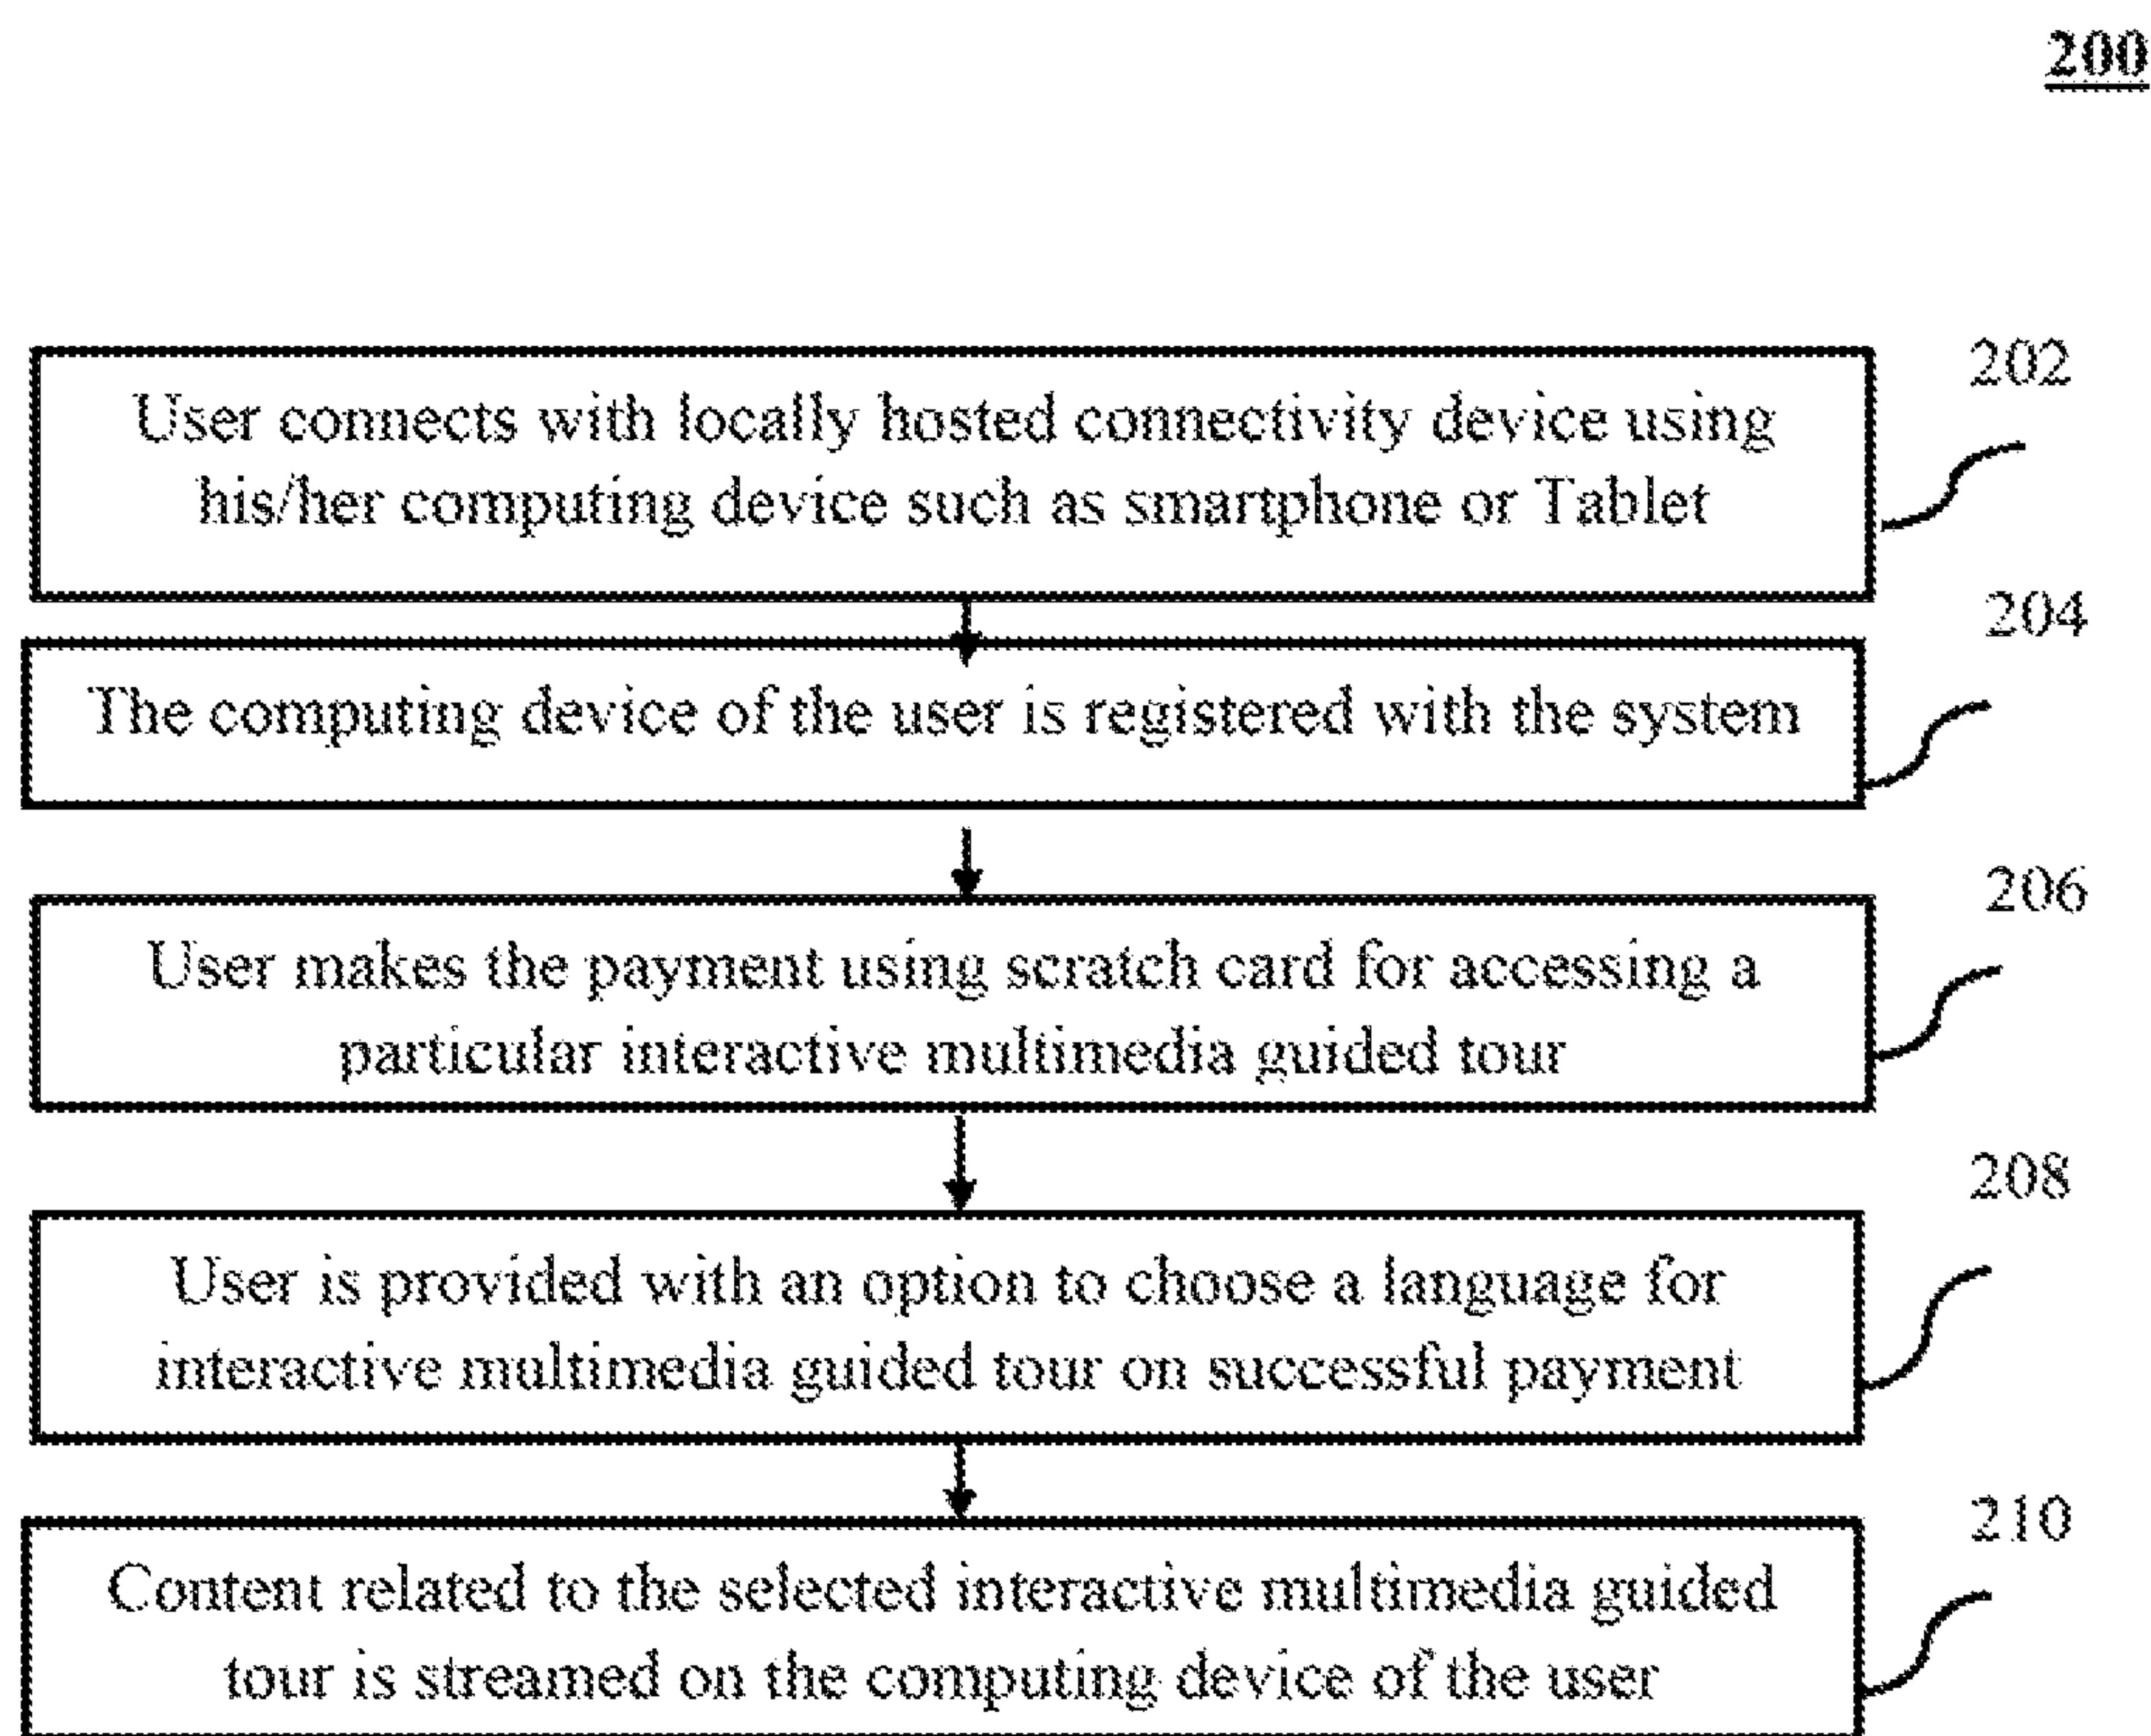 200
202
User connects with locally hosted connectivity device using
his/her computing device such as smartphone or Tablet
204
The computing device of the user is registered with the system
206
User makes the payment using scratch card for accessing a
particular interactive multimedia guided tour
208
User is provided with an option to choose a language for
interactive multimedia guided tour on successful payment
210
Content related to the selected interactive multimedia guided
tour is streamed on the computing device of the user